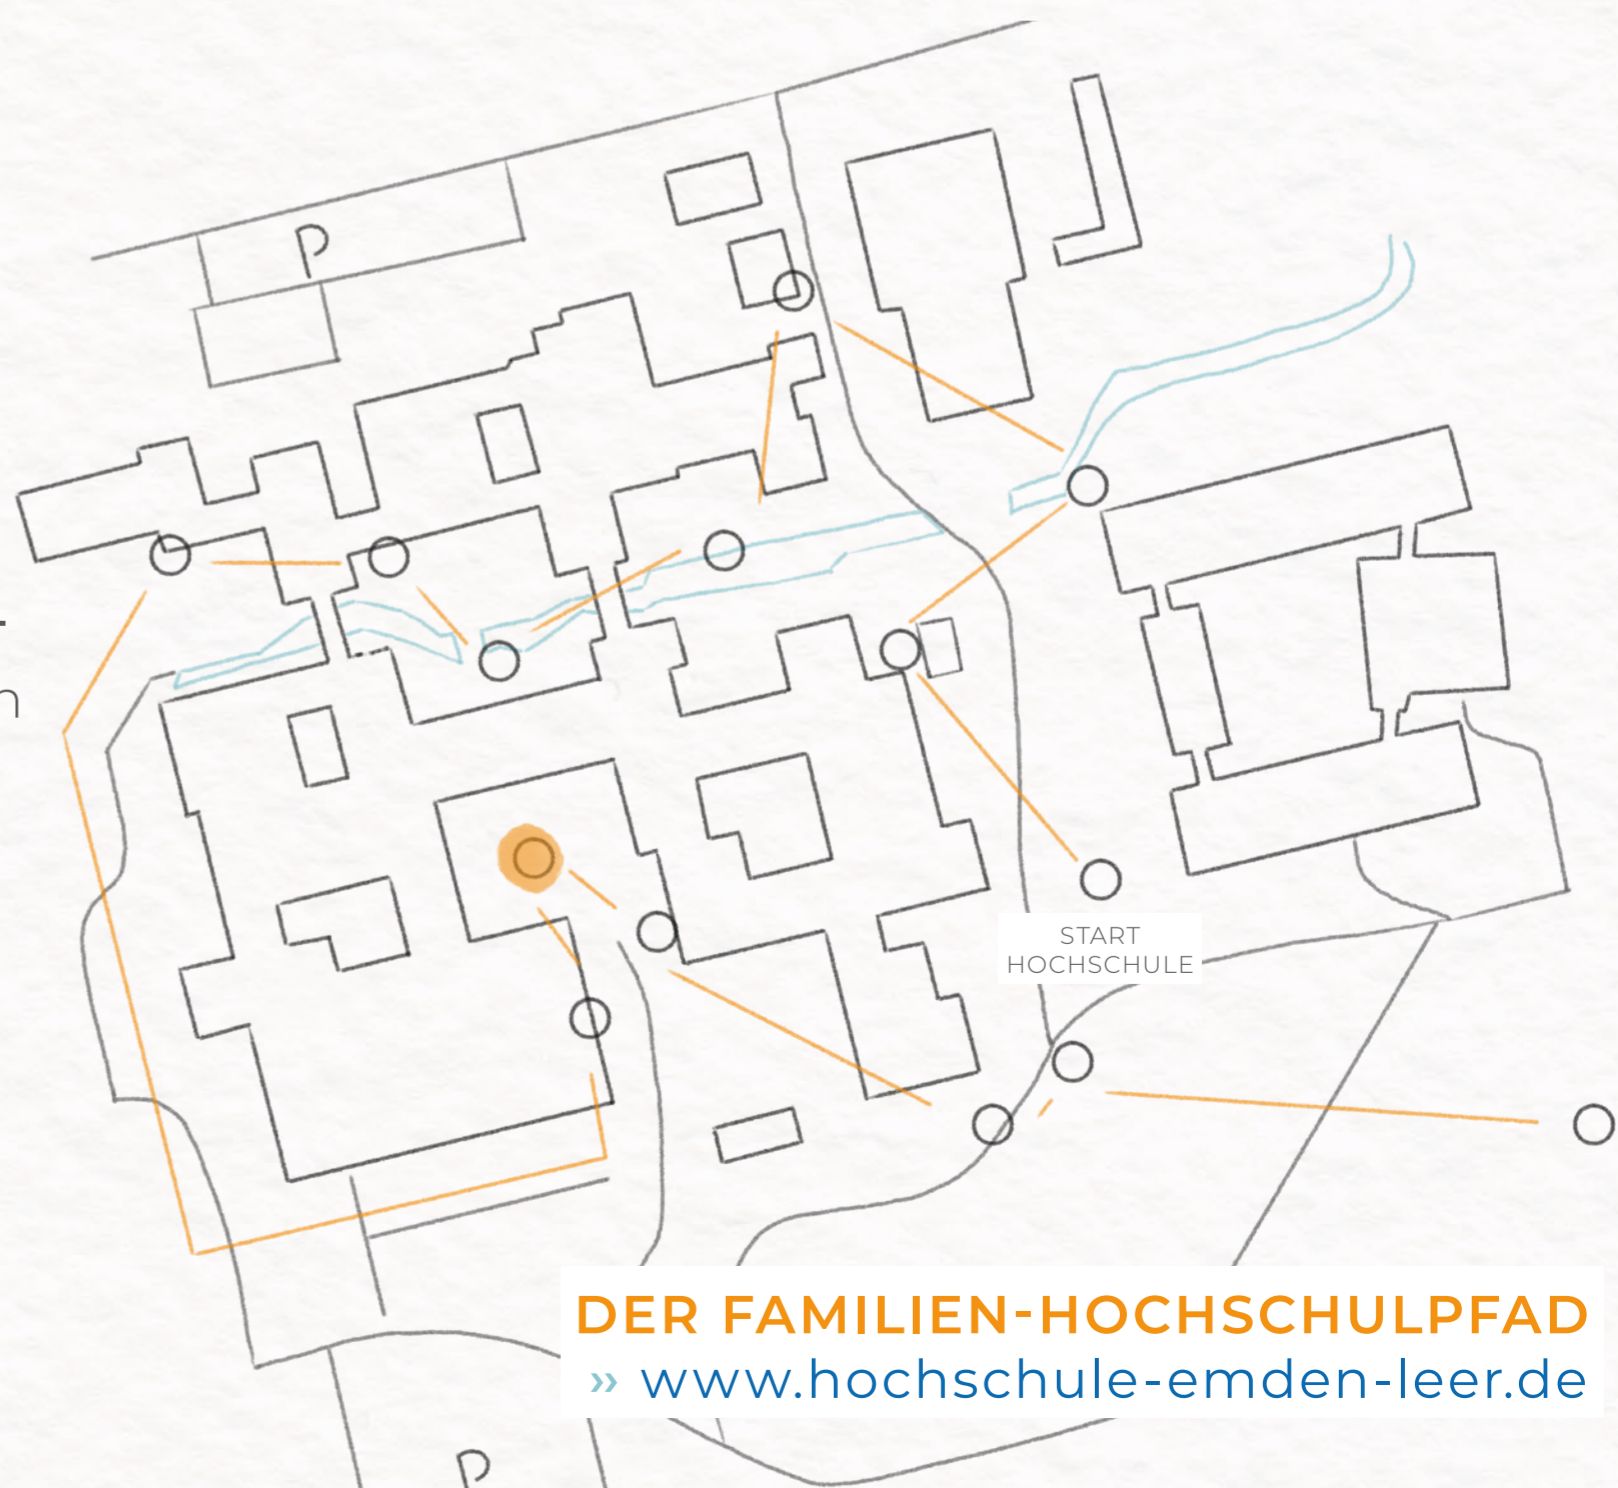 P
n
START
HOCHSCHULE
DER FAMILIEN-HOCHSCHULPFAD
» www.hochschule-emden-leer.de
P